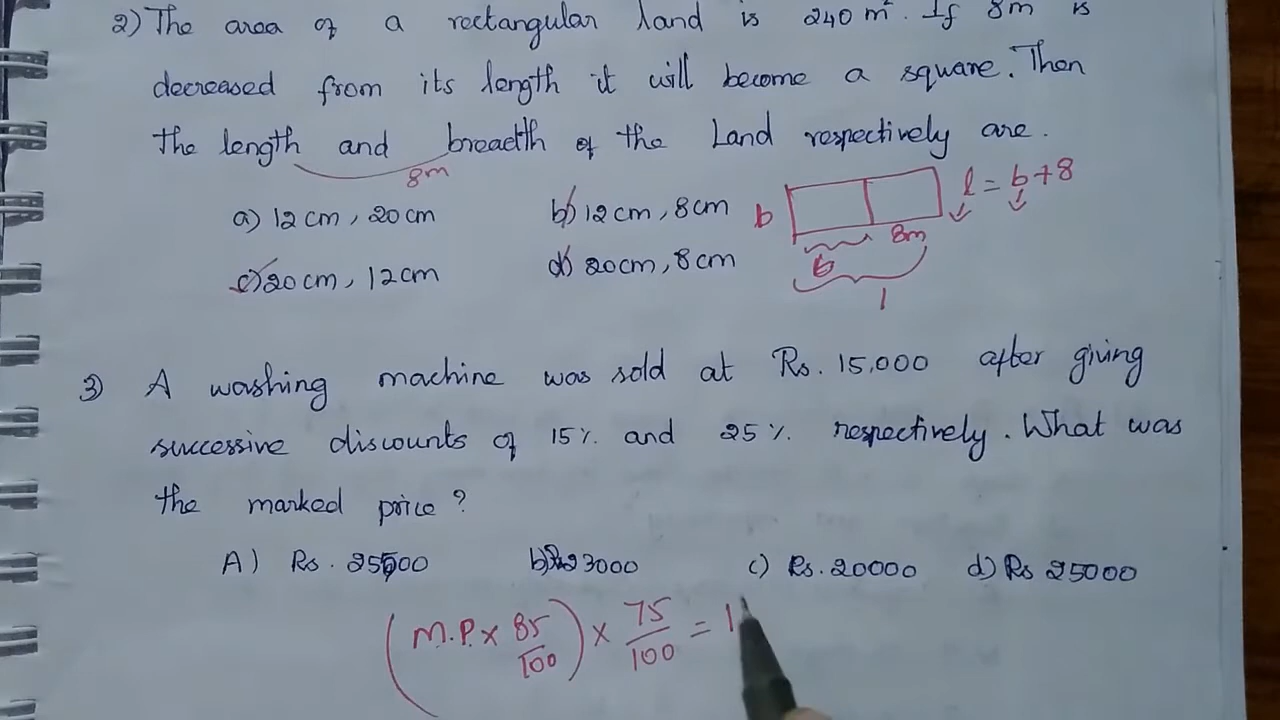 2) The area of a rectangular land is 240 m². If 8m is
decreased from its length it will become a square. Then
the length and breadth of the Land respectively are.
8m
a) 12 cm, 20 cm b) 12 cm, 8 cm
c) 20 cm, 12 cm d) 20 cm, 8 cm
b l = b + 8
b 8m
l
3) A washing machine was sold at Rs. 15,000 after giving
successive discounts of 15% and 25% respectively. What was
the marked price?
A) Rs. 25500 b) Rs 23000 c) Rs. 20000 d) Rs 25000
(M.P. × 85/100) × 75/100 = 1